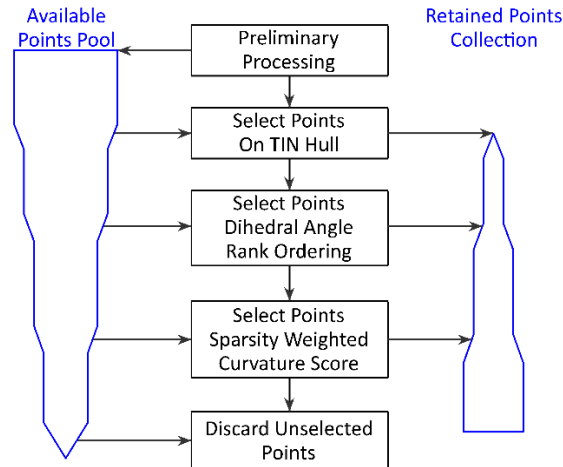 Available
Points Pool
Preliminary
Processing
Retained Points
Collection
Select Points
On TIN Hull
Select Points
Dihedral Angle
Rank Ordering
Select Points
Sparsity Weighted
Curvature Score
Discard Unselected
Points